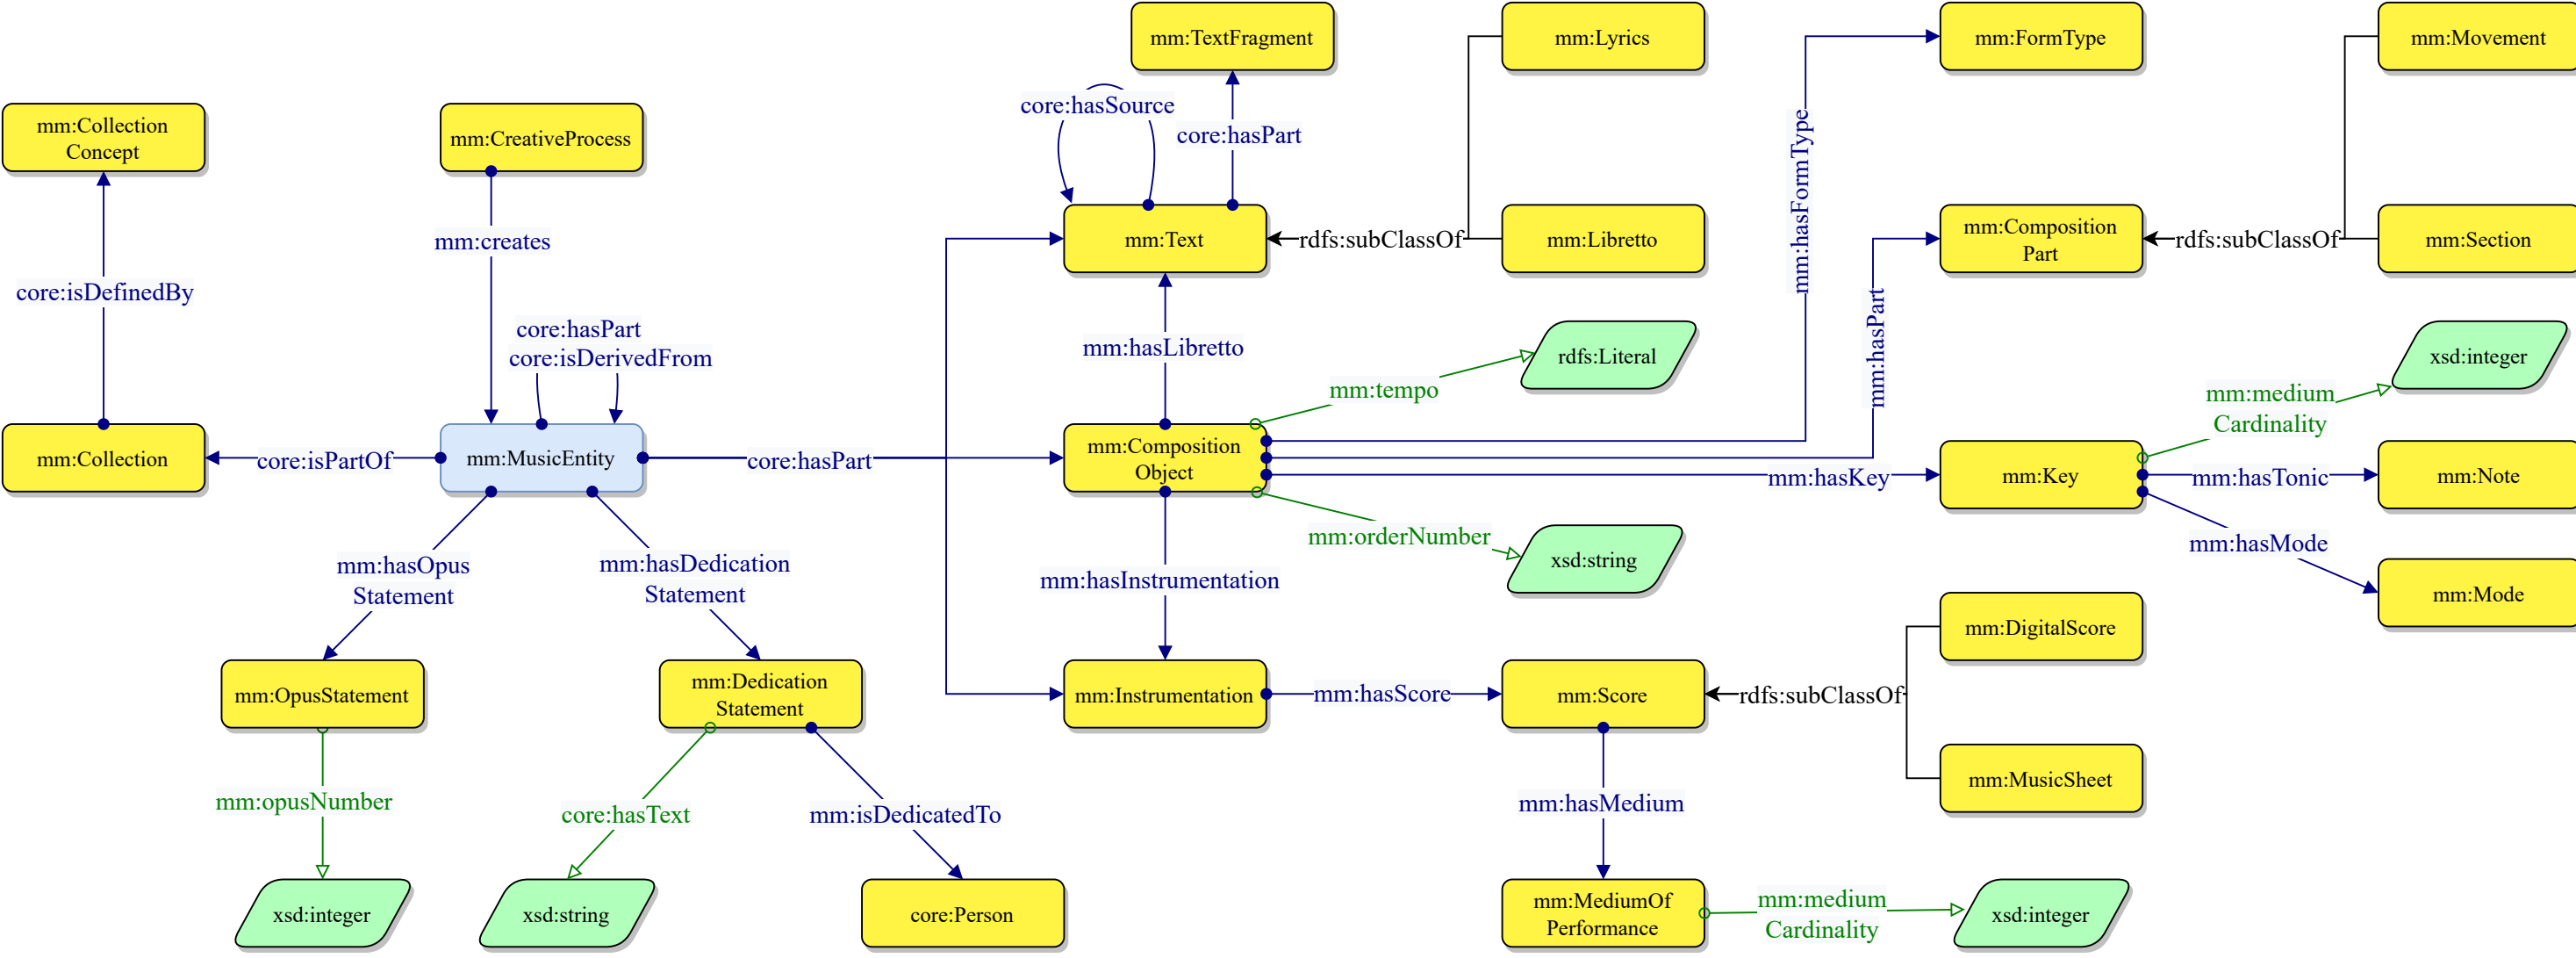 mm:TextFragment
mm:Lyrics
mm:FormType
mm:Movement
core:hasSource
core:hasPart
mm:Collection
Concept
mm:CreativeProcess
mm:hasFormType
mm:creates
mm:Text
rdfs:subClassOf
mm:Libretto
mm:Composition
Part
rdfs:subClassOf
mm:Section
core:isDefinedBy
core:hasPart
core:isDerivedFrom
mm:hasLibretto
rdfs:Literal
mm:hasPart
xsd:integer
mm:tempo
mm:medium
Cardinality
mm:Collection
core:isPartOf
mm:MusicEntity
core:hasPart
mm:Composition
Object
mm:hasKey
mm:Key
mm:hasTonic
mm:Note
mm:orderNumber
xsd:string
mm:hasMode
mm:Mode
mm:hasOpus
Statement
mm:hasDedication
Statement
mm:hasInstrumentation
mm:DigitalScore
mm:OpusStatement
mm:Dedication
Statement
mm:Instrumentation
mm:hasScore
mm:Score
rdfs:subClassOf
mm:MusicSheet
mm:opusNumber
core:hasText
mm:isDedicatedTo
mm:hasMedium
xsd:integer
xsd:string
core:Person
mm:MediumOf
Performance
mm:medium
Cardinality
xsd:integer